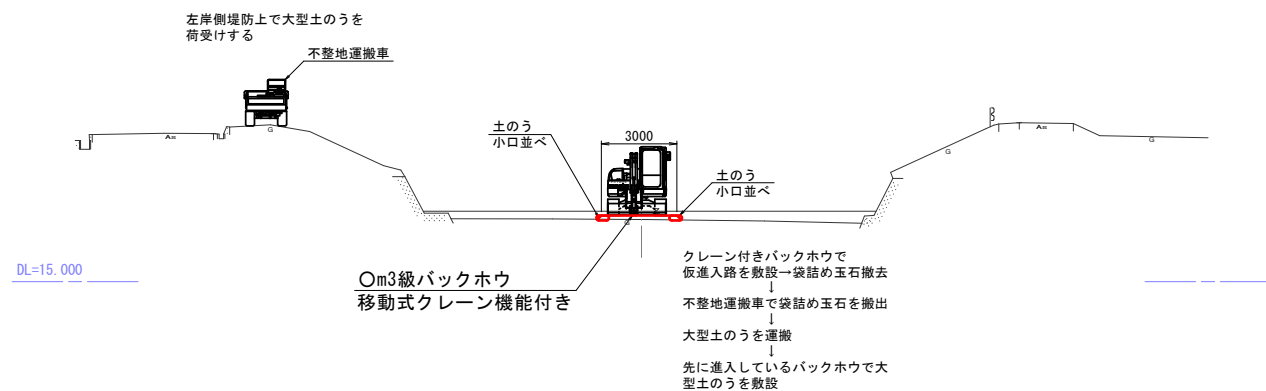 左岸側堤防上で大型土のうを
荷受けする
不整地運搬車
As
G
土のう
小口並べ
3000
土のう
小口並べ
As
G
G
G
DL=15.000
〇m3級バックホウ
移動式クレーン機能付き
クレーン付きバックホウで
仮進入路を敷設→袋詰め玉石撤去
↓
不整地運搬車で袋詰め玉石を搬出
↓
大型土のうを運搬
↓
先に進入しているバックホウで大
型土のうを敷設